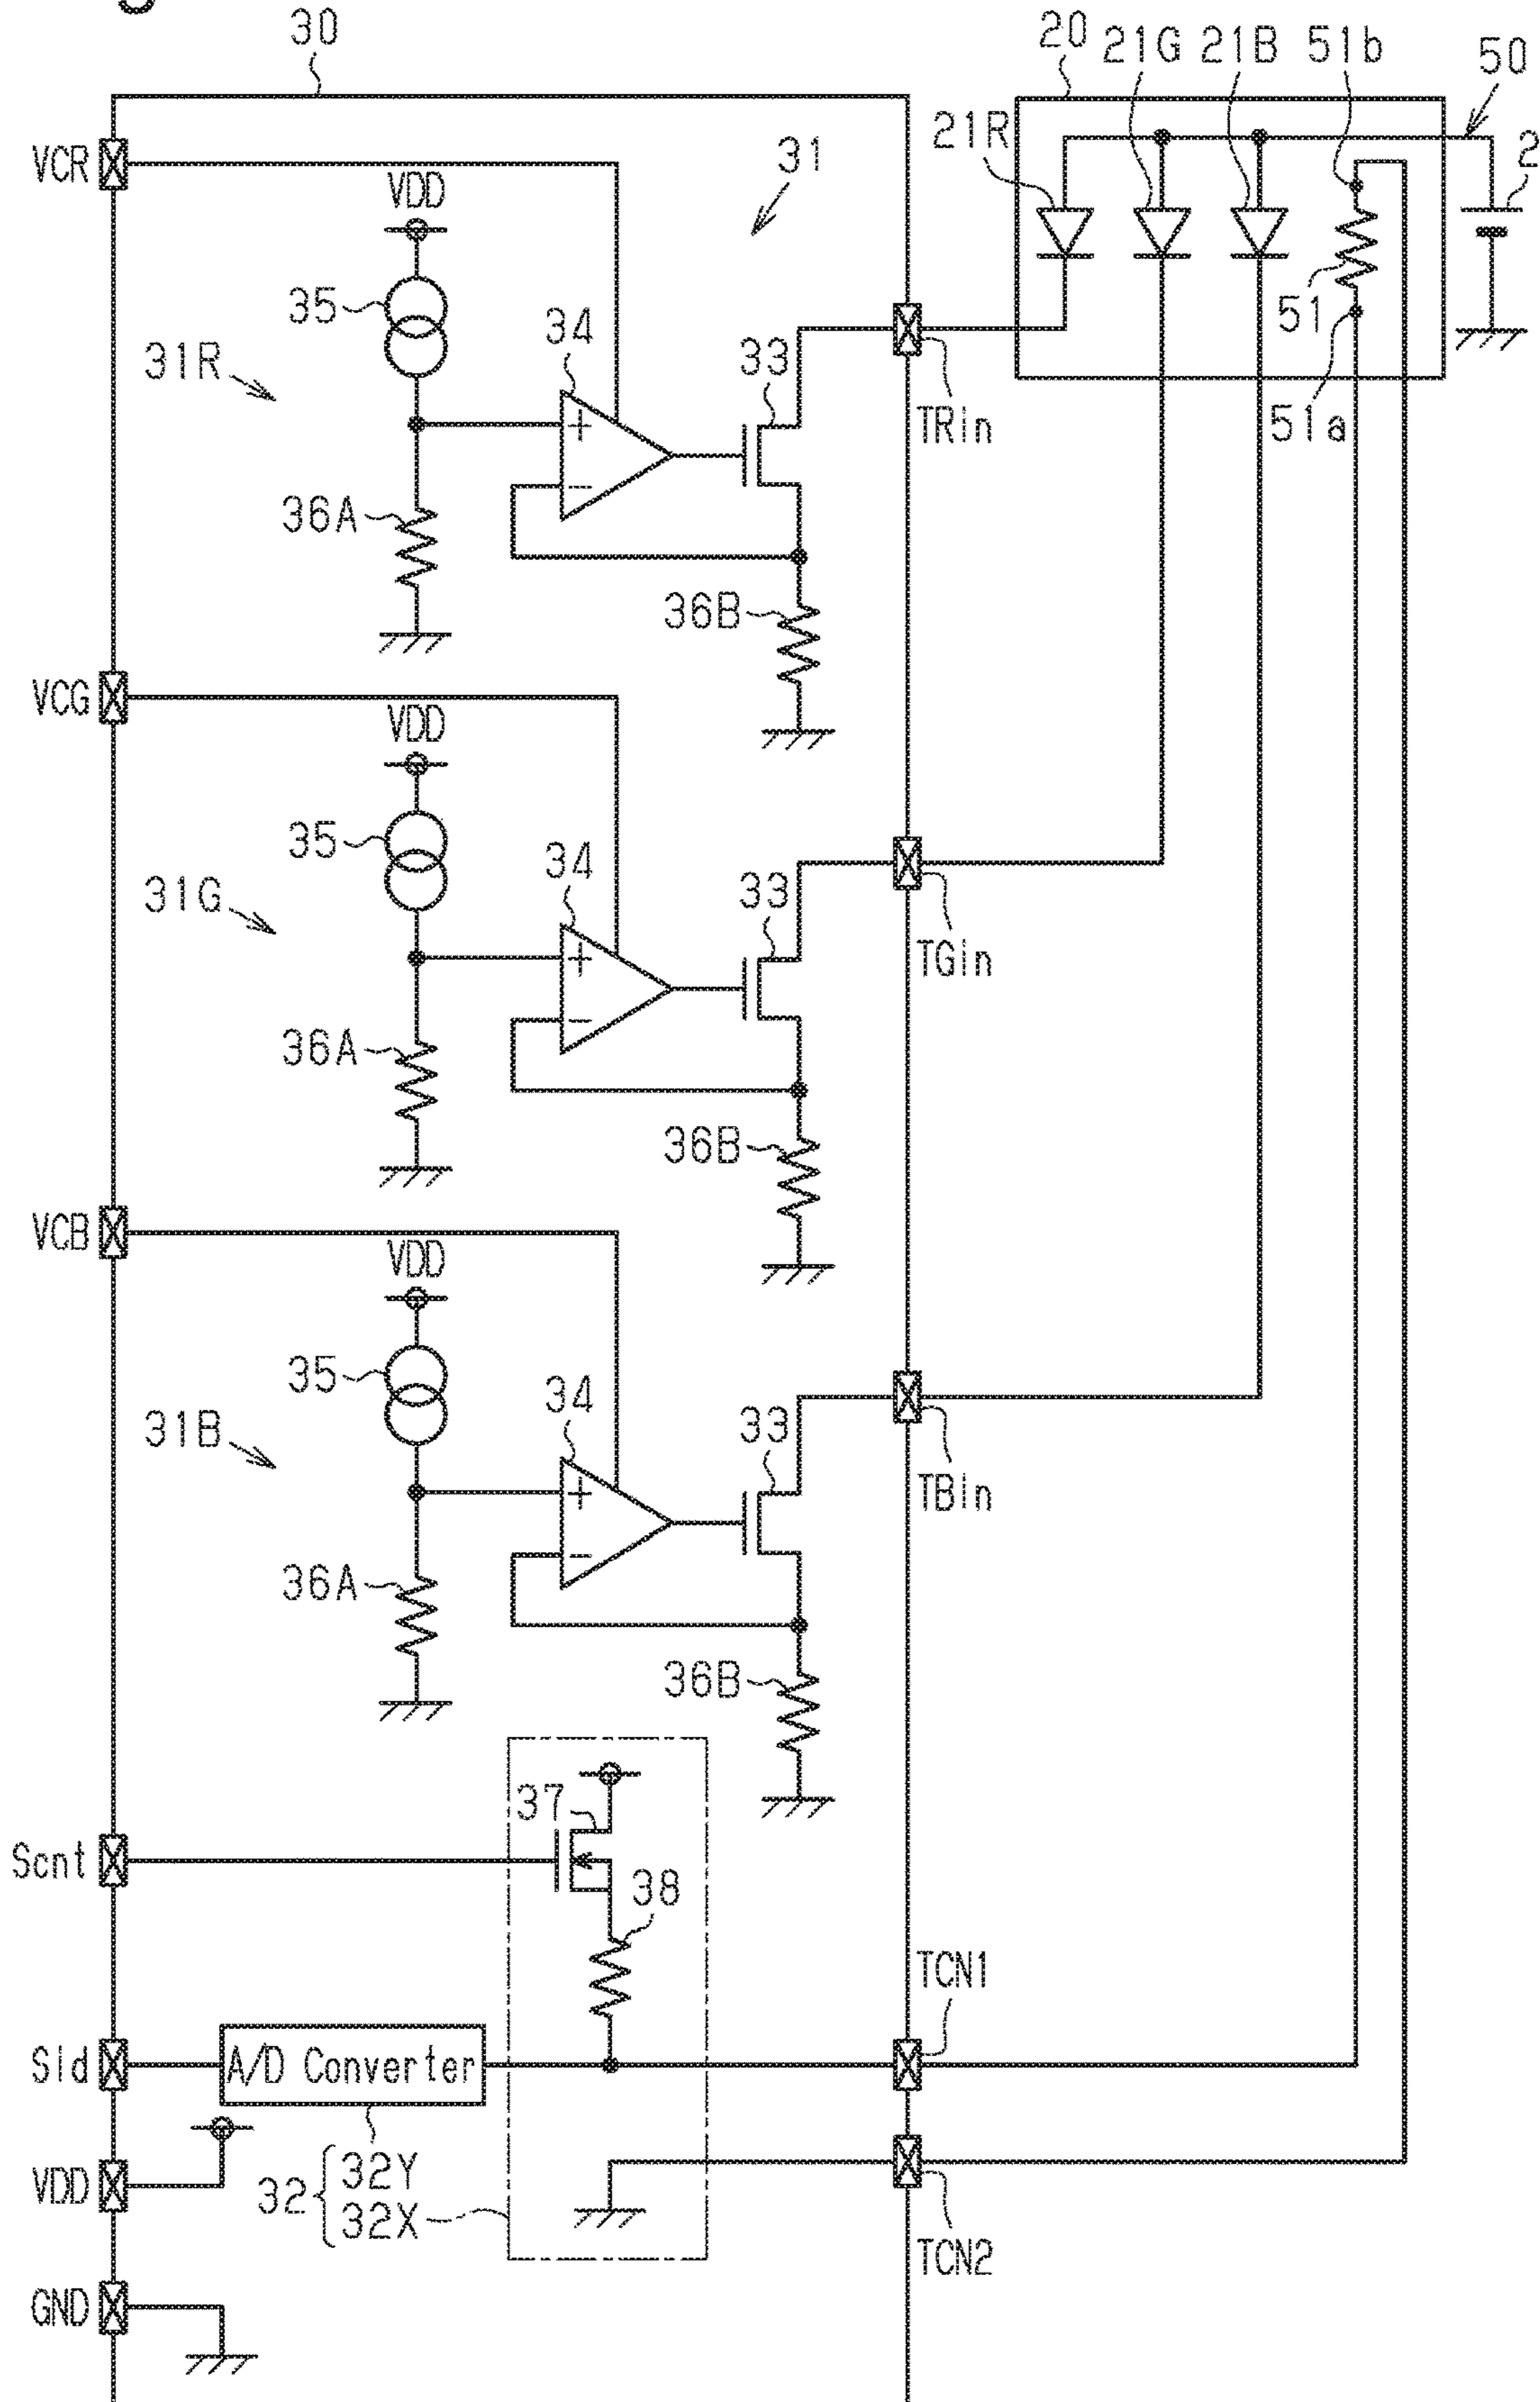 30
20
21G
21B
51b
50
21R
2
VCR
31
VDD
35
34
33
51
31R
TRin
51a
36A
36B
VCG
VDD
35
34
33
31G
TGin
36A
36B
VCB
VDD
35
34
33
31B
TBin
36A
36B
37
Scnt
38
TCN1
Sld
A/D Converter
VDD
32
32Y
32X
TCN2
GND